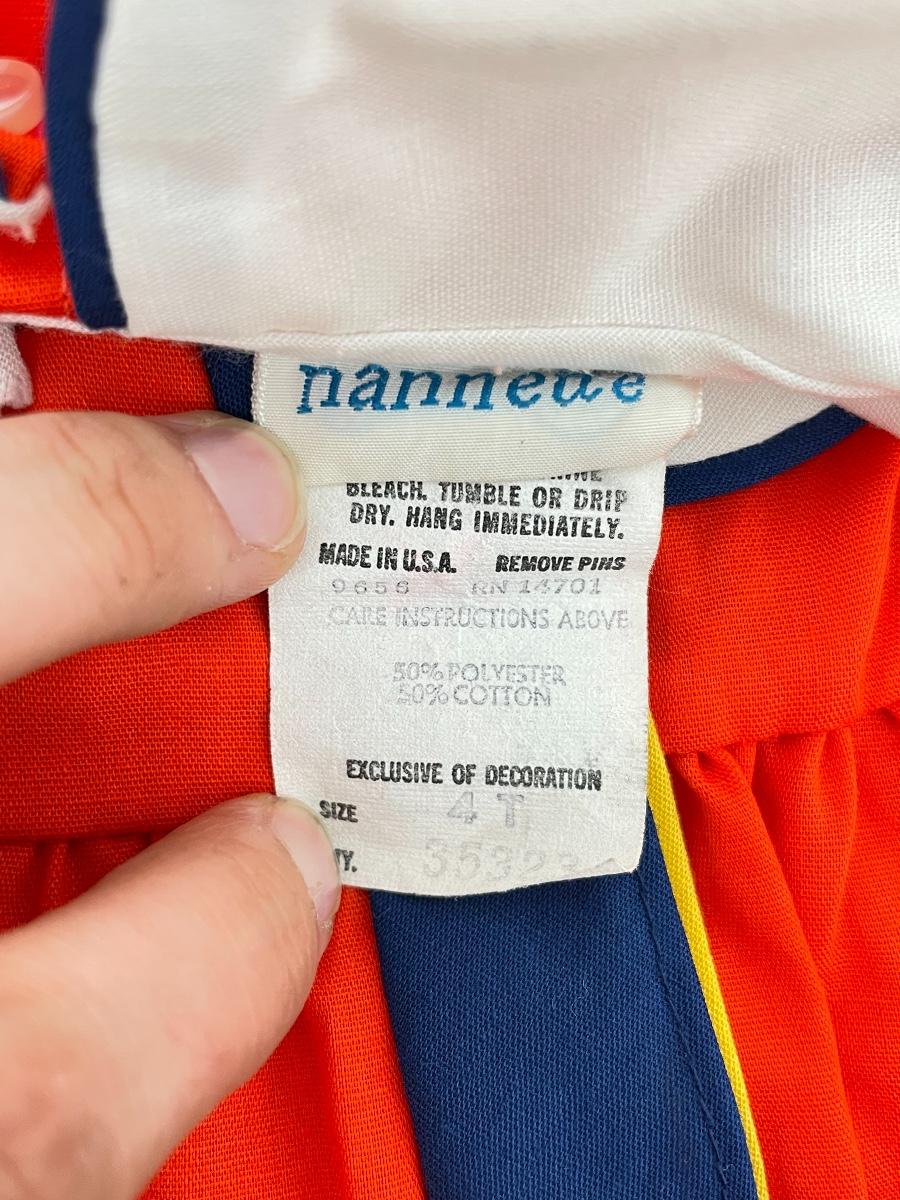 nannette
BLEACH. TUMBLE OR DRIP
DRY. HANG IMMEDIATELY.
MADE IN U.S.A. REMOVE PINS
9656 RN 14701
CARE INSTRUCTIONS ABOVE
50% POLYESTER
50% COTTON
EXCLUSIVE OF DECORATION
SIZE 4T